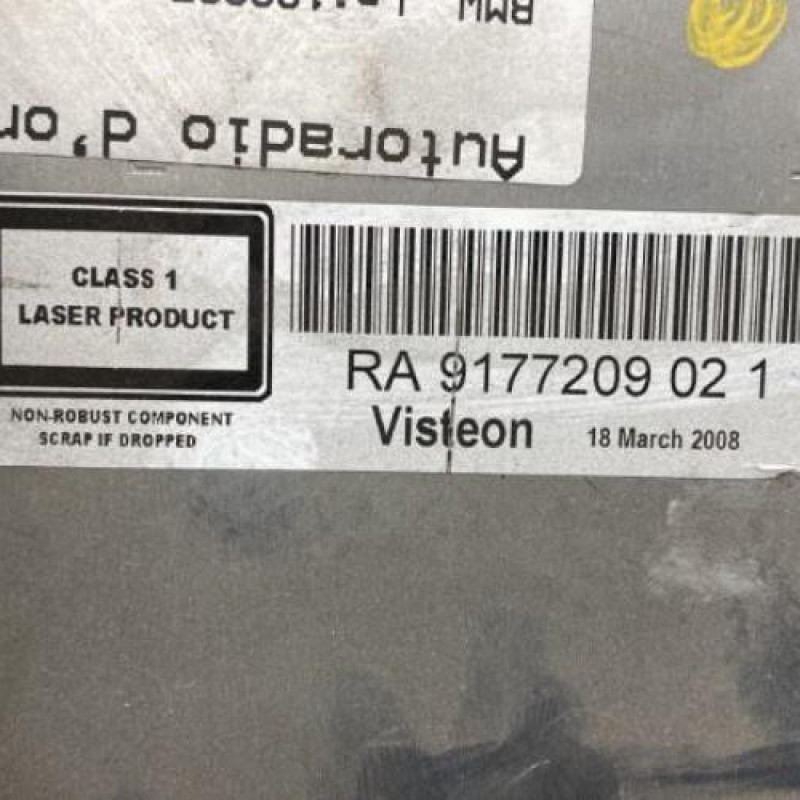 BMW
Autoradio d'or
CLASS 1
LASER PRODUCT
NON-ROBUST COMPONENT
SCRAP IF DROPPED
RA 9177209 02 1
Visteon 18 March 2008